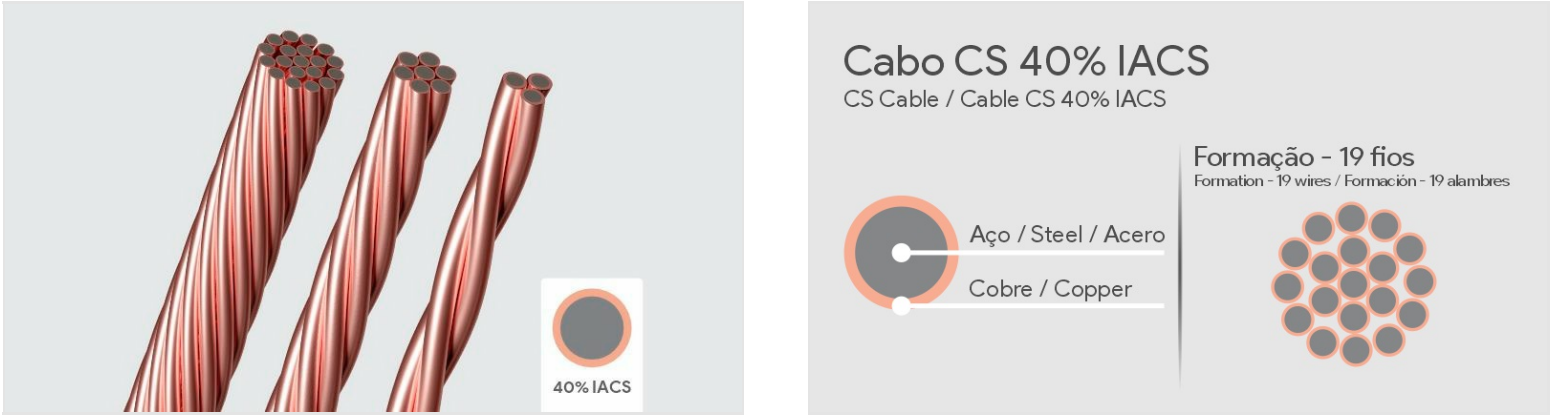 40% IACS
Cabo CS 40% IACS
CS Cable / Cable CS 40% IACS
Formação - 19 fios
Formation - 19 wires / Formación - 19 alambres
Aço / Steel / Acero
Cobre / Copper